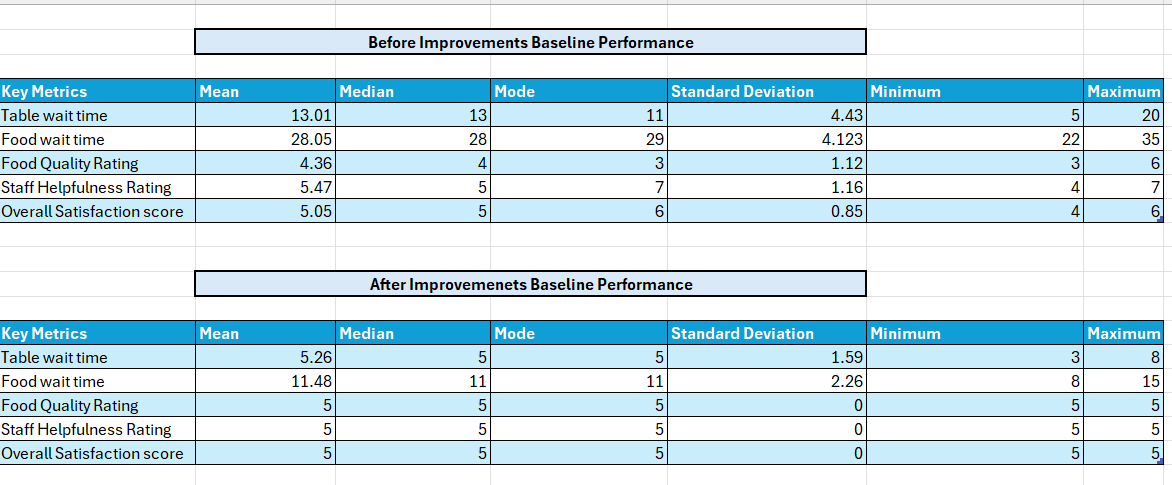 Before Improvements Baseline Performance
Key Metrics Mean Median Mode Standard Deviation Minimum Maximum
Table wait time 13.01 13 11 4.43 5 20
Food wait time 28.05 28 29 4.123 22 35
Food Quality Rating 4.36 4 3 1.12 3 6
Staff Helpfulness Rating 5.47 5 7 1.16 4 7
Overall Satisfaction score 5.05 5 6 0.85 4 6
After Improvemenets Baseline Performance
Key Metrics Mean Median Mode Standard Deviation Minimum Maximum
Table wait time 5.26 5 5 1.59 3 8
Food wait time 11.48 11 11 2.26 8 15
Food Quality Rating 5 5 5 0 5 5
Staff Helpfulness Rating 5 5 5 0 5 5
Overall Satisfaction score 5 5 5 0 5 5